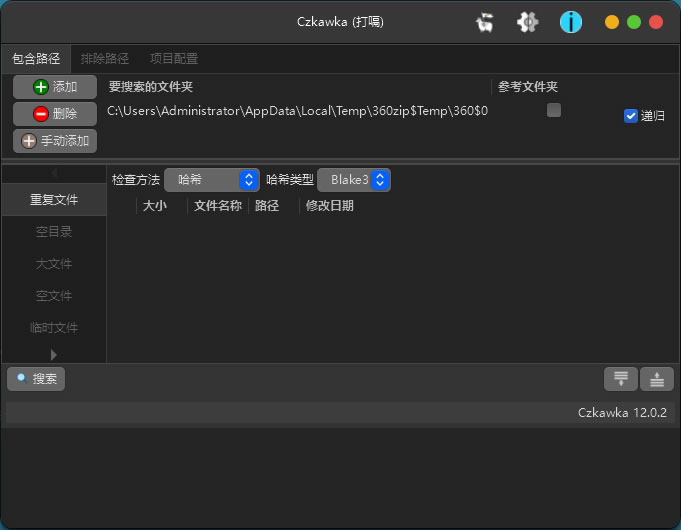 Czkawka (打嗝)
包含路径 排除路径 项目配置
添加 要搜索的文件夹 参考文件夹
删除 C:\Users\Administrator\AppData\Local\Temp\360zip$Temp\360$0 递归
手动添加
检查方法 哈希 哈希类型 Blake3
重复文件 大小 文件名称 路径 修改日期
空目录
大文件
空文件
临时文件
搜索
Czkawka 12.0.2